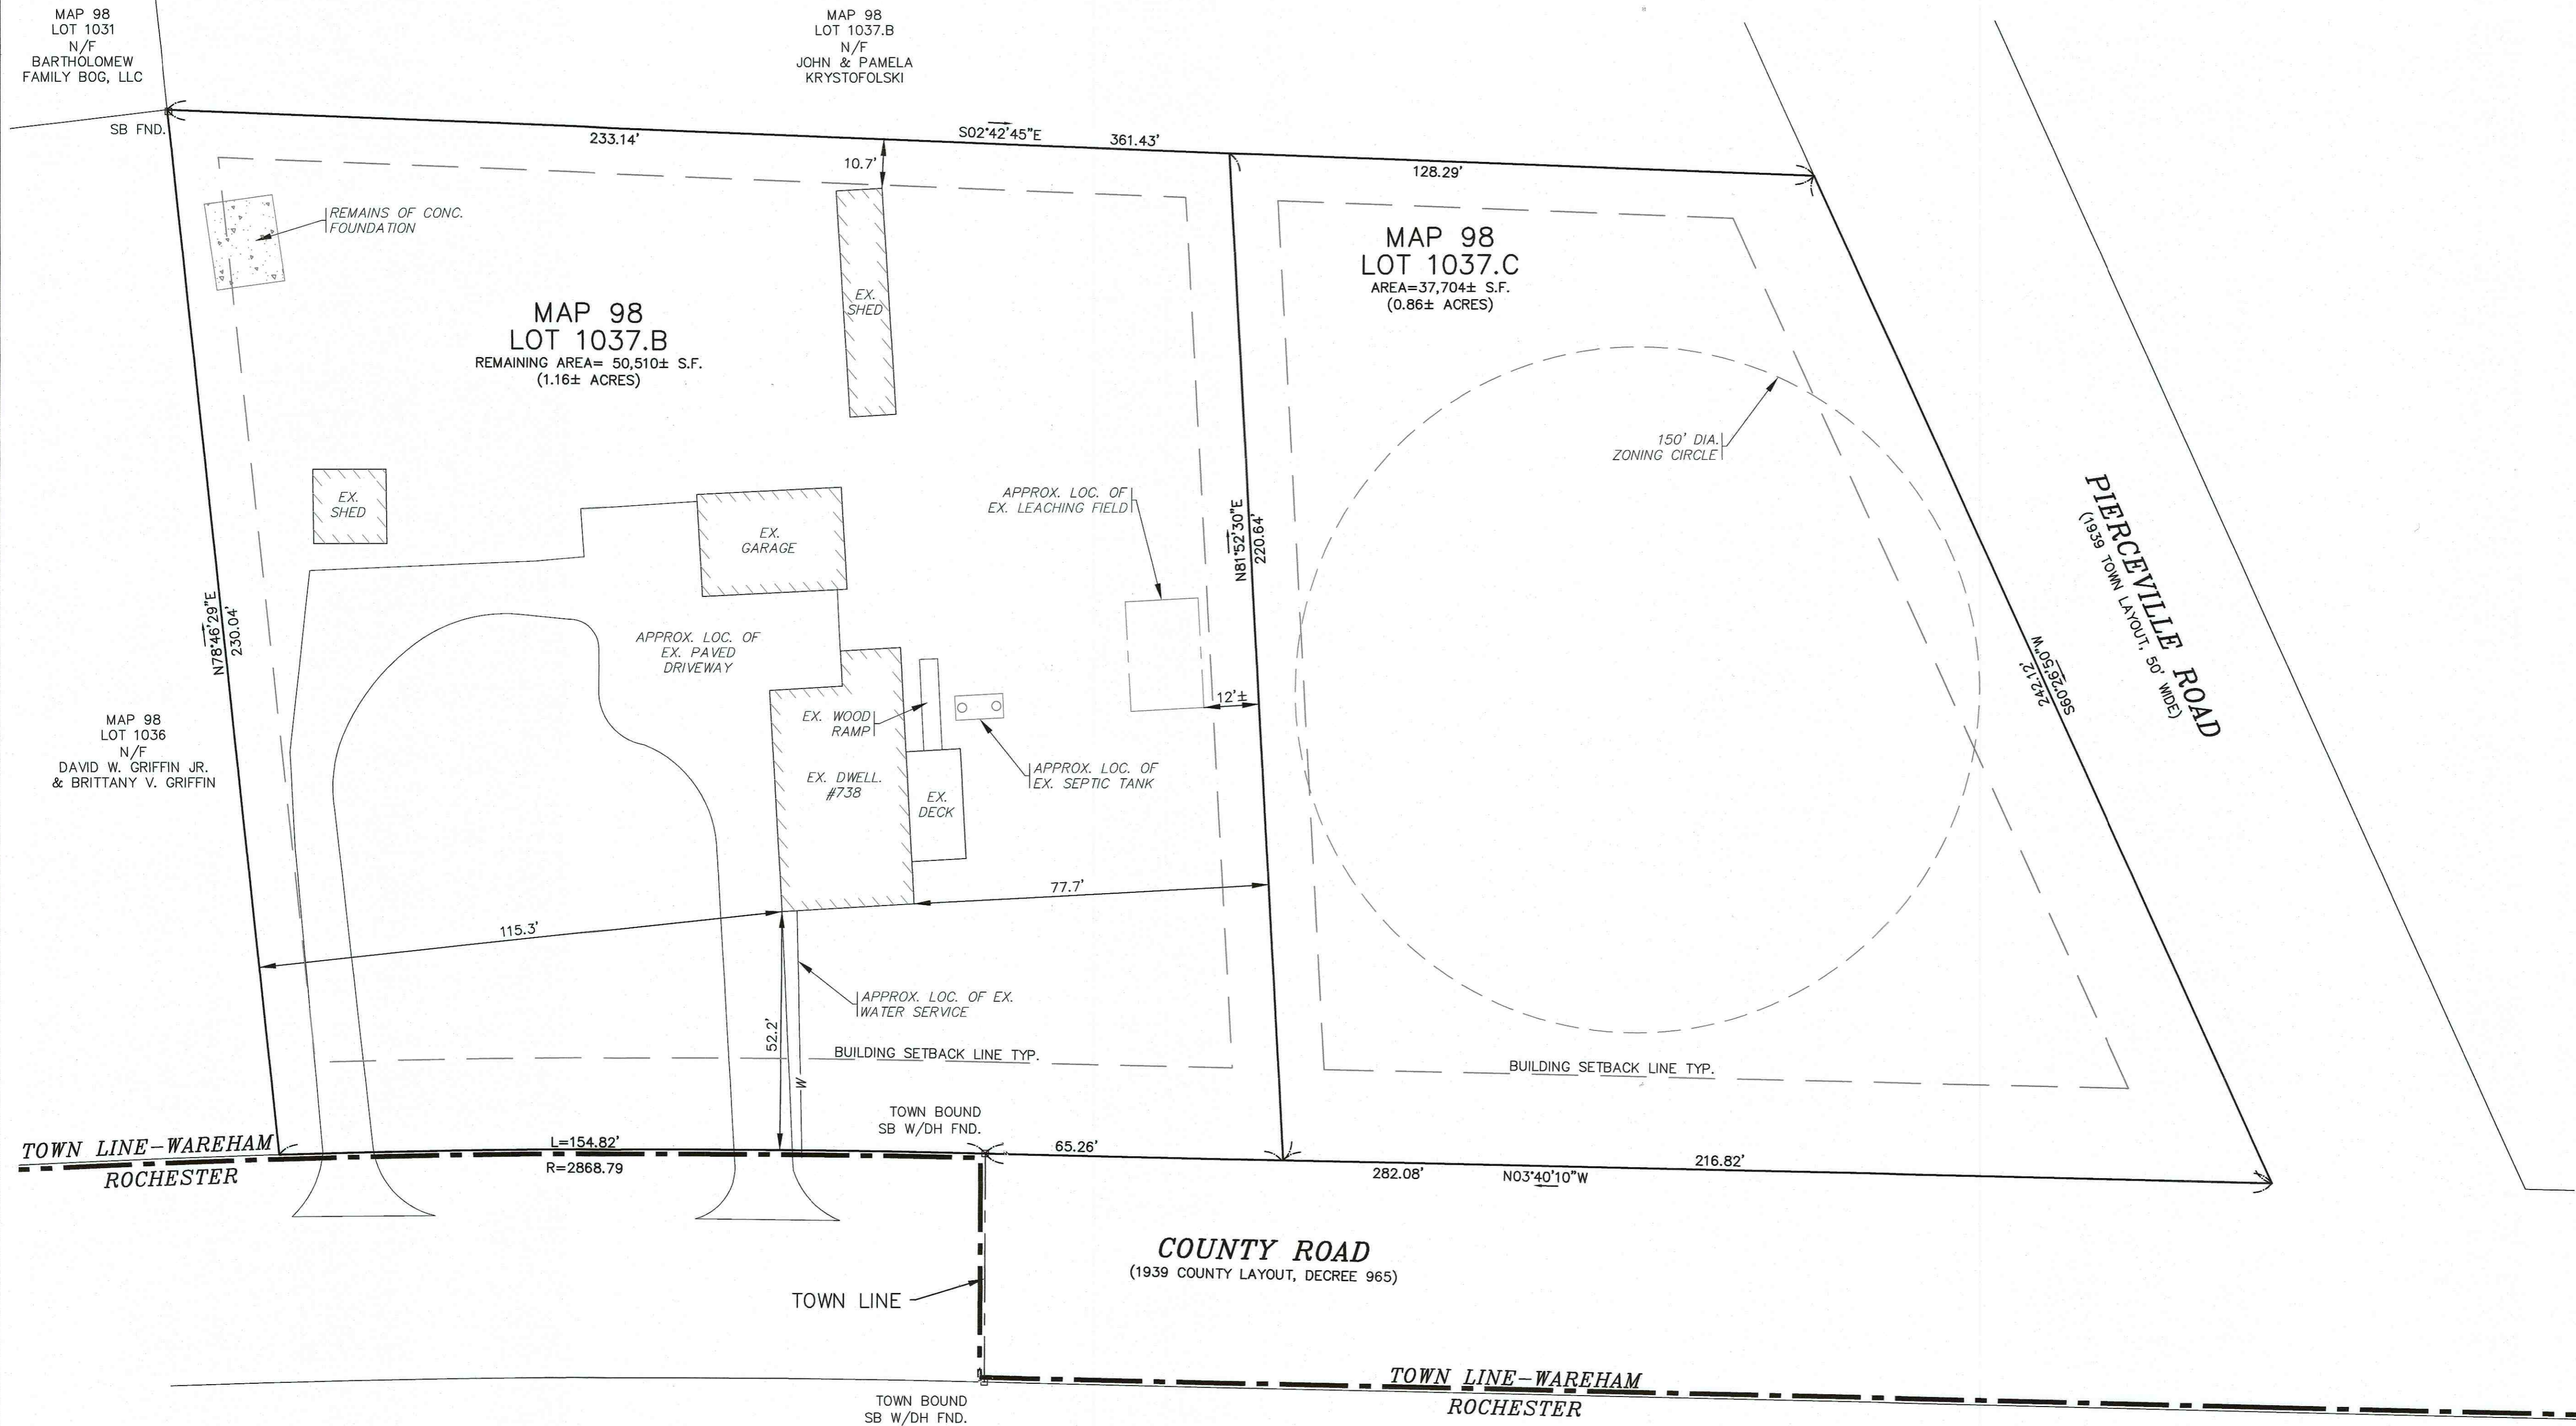 MAP 98
LOT 1031
N/F
BARTHOLOMEW
FAMILY BOG, LLC
MAP 98
LOT 1037.B
N/F
JOHN & PAMELA
KRYSTOFOLSKI
SB FND.
233.14'
S02°42'45"E
361.43'
10.7'
128.29'
REMAINS OF CONC.
FOUNDATION
MAP 98
LOT 1037.B
REMAINING AREA= 50,510± S.F.
(1.16± ACRES)
EX.
SHED
MAP 98
LOT 1037.C
AREA=37,704± S.F.
(0.86± ACRES)
150' DIA.
ZONING CIRCLE
EX.
SHED
EX.
GARAGE
APPROX. LOC. OF
EX. LEACHING FIELD
N81°52'30"E
220.64'
PIERCEVILLE ROAD
(1939 TOWN LAYOUT, 50' WIDE)
N78°46'29"E
230.04'
APPROX. LOC. OF
EX. PAVED
DRIVEWAY
S60°26'50"W
242.12'
12'±
EX. WOOD
RAMP
MAP 98
LOT 1036
N/F
DAVID W. GRIFFIN JR.
& BRITTANY V. GRIFFIN
EX. DWELL.
#738
EX.
DECK
APPROX. LOC. OF
EX. SEPTIC TANK
77.7'
115.3'
APPROX. LOC. OF EX.
WATER SERVICE
52.2'
W
BUILDING SETBACK LINE TYP.
BUILDING SETBACK LINE TYP.
TOWN BOUND
SB W/DH FND.
TOWN LINE-WAREHAM
ROCHESTER
L=154.82'
R=2868.79
65.26'
282.08'
N03°40'10"W
216.82'
COUNTY ROAD
(1939 COUNTY LAYOUT, DECREE 965)
TOWN LINE
TOWN LINE-WAREHAM
ROCHESTER
TOWN BOUND
SB W/DH FND.